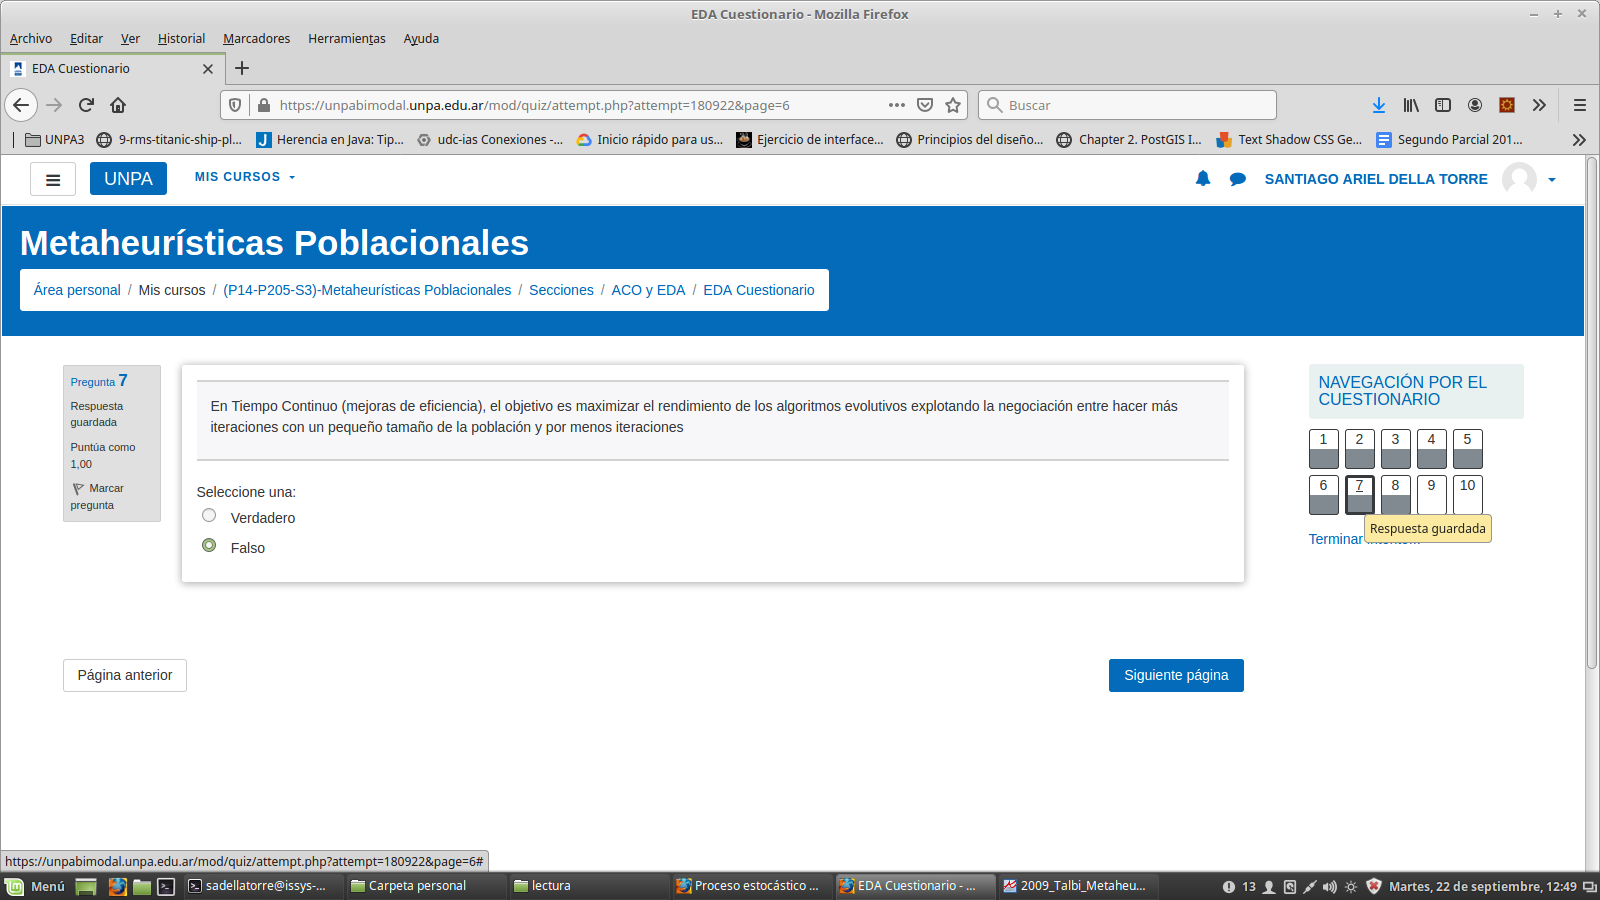 EDA Cuestionario - Mozilla Firefox
Archivo Editar Ver Historial Marcadores Herramientas Ayuda
EDA Cuestionario
https://unpabimodal.unpa.edu.ar/mod/quiz/attempt.php?attempt=180922&page=6
Buscar
UNPA3 9-rms-titanic-ship-pl... Herencia en Java: Tip... udc-ias Conexiones -... Inicio rápido para us... Ejercicio de interface... Principios del diseño... Chapter 2. PostGIS I... Text Shadow CSS Ge... Segundo Parcial 201...
UNPA MIS CURSOS SANTIAGO ARIEL DELLA TORRE
Metaheurísticas Poblacionales
Área personal / Mis cursos / (P14-P205-S3)-Metaheurísticas Poblacionales / Secciones / ACO y EDA / EDA Cuestionario
Pregunta 7
Respuesta
guardada
Puntúa como
1,00
Marcar
pregunta
En Tiempo Continuo (mejoras de eficiencia), el objetivo es maximizar el rendimiento de los algoritmos evolutivos explotando la negociación entre hacer más
iteraciones con un pequeño tamaño de la población y por menos iteraciones
Seleccione una:
Verdadero
Falso
NAVEGACIÓN POR EL
CUESTIONARIO
1 2 3 4 5
6 7 8 9 10
Respuesta guardada
Terminar
Página anterior
Siguiente página
https://unpabimodal.unpa.edu.ar/mod/quiz/attempt.php?attempt=180922&page=6#
Menú sadellatorre@issys-... Carpeta personal lectura Proceso estocástico ... EDA Cuestionario - ... 2009_Talbi_Metaheu... 13 Martes, 22 de septiembre, 12:49